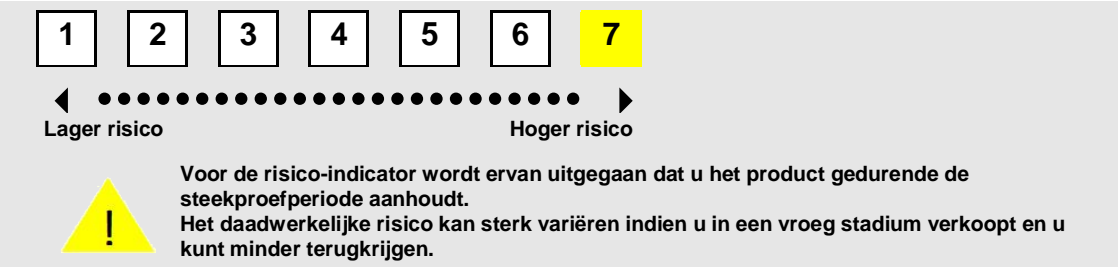 1 2 3 4 5 6 7
Lager risico Hoger risico
!
Voor de risico-indicator wordt ervan uitgegaan dat u het product gedurende de
steekproefperiode aanhoudt.
Het daadwerkelijke risico kan sterk variëren indien u in een vroeg stadium verkoopt en u
kunt minder terugkrijgen.